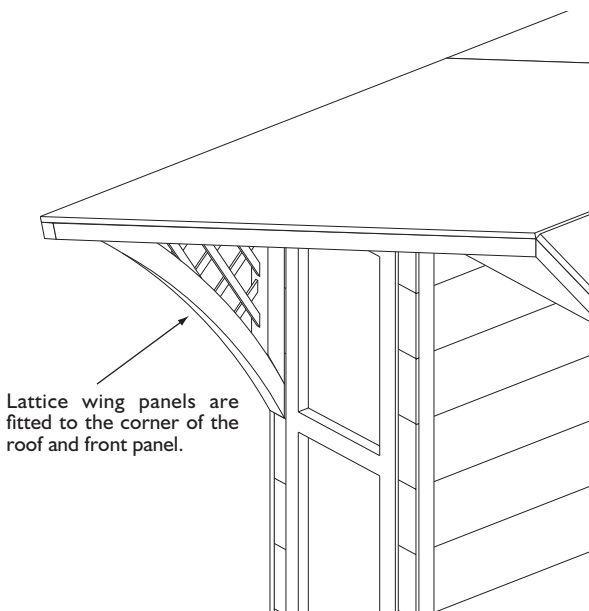 Lattice wing panels are
fitted to the corner of the
roof and front panel.